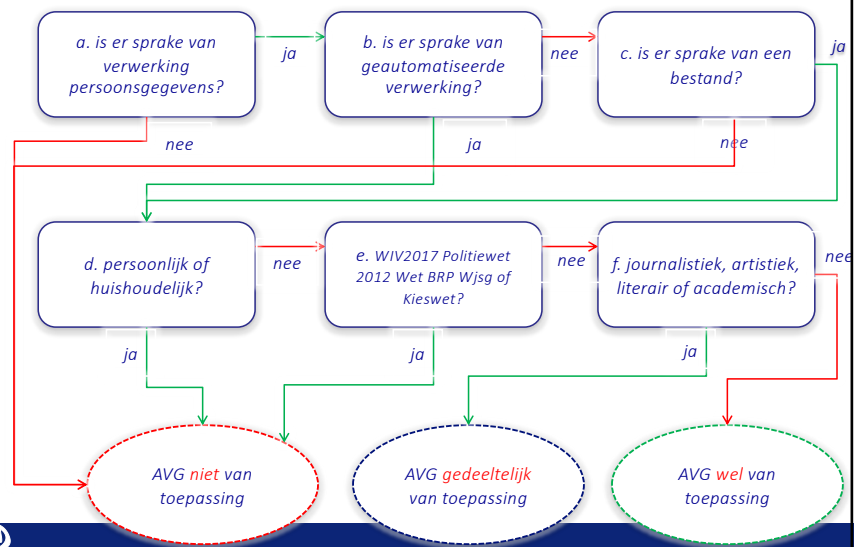 a. is er sprake van
verwerking
persoonsgegevens?
ja
b. is er sprake van
geautomatiseerde
verwerking?
nee
c. is er sprake van een
bestand?
ja
nee
ja
nee
d. persoonlijk of
huishoudelijk?
nee
e. WIV2017 Politiewet
2012 Wet BRP Wjsg of
Kieswet?
nee
f. journalistiek, artistiek,
literair of academisch?
nee
ja
ja
ja
AVG niet van
toepassing
AVG gedeeltelijk
van toepassing
AVG wel van
toepassing